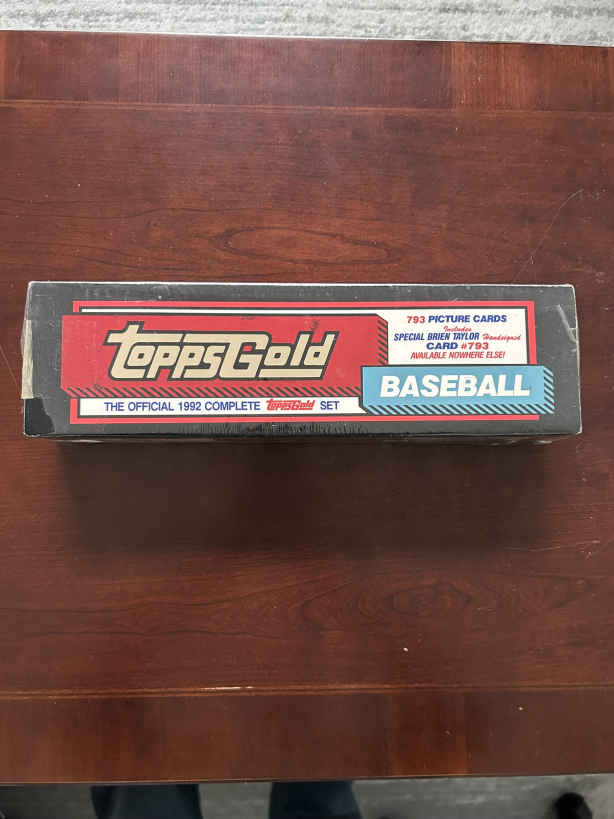 ToppsGold
793 PICTURE CARDS
Includes
SPECIAL BRIEN TAYLOR Handsigned
CARD #793
AVAILABLE NOWHERE ELSE!
BASEBALL
THE OFFICIAL 1992 COMPLETE ToppsGold SET